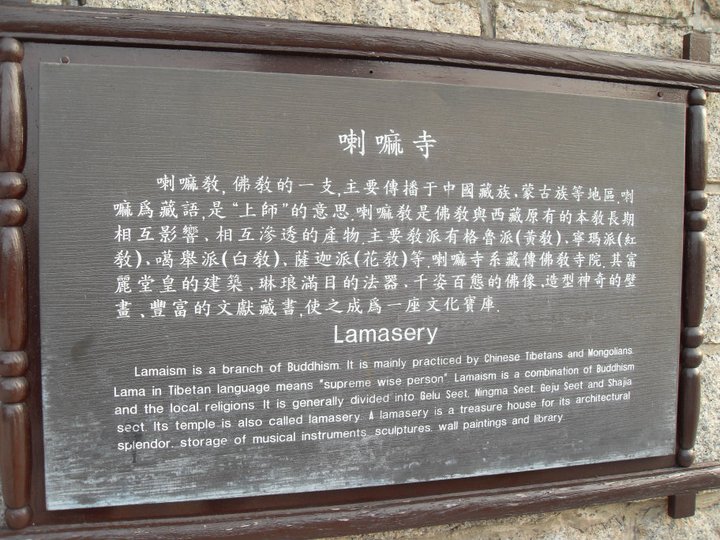 喇嘛寺
喇嘛教,佛教的一支,主要傳播于中國藏族、蒙古族等地區.喇
嘛爲藏語,是“上師”的意思.喇嘛教是佛教與西藏原有的本教長期
相互影響、相互滲透的產物.主要教派有格魯派(黃教)、寧瑪派(紅
教)、噶舉派(白教)、薩迦派(花教)等.喇嘛寺系藏傳佛教寺院.其富
麗堂皇的建築、琳琅滿目的法器、千姿百態的佛像、造型神奇的壁
畫、豐富的文獻藏書,使之成爲一座文化寶庫.
Lamasery
Lamaism is a branch of Buddhism. It is mainly practiced by Chinese Tibetans and Mongolians.
Lama in Tibetan language means "supreme wise person" Lamaism is a combination of Buddhism
and the local religions. It is generally divided into Gelu Seet, Ningma Seet, Geju Seet and Shajia
sect. Its temple is also called lamasery. A lamasery is a treasure house for its architectural
splendor, storage of musical instruments, sculptures, wall paintings and library.